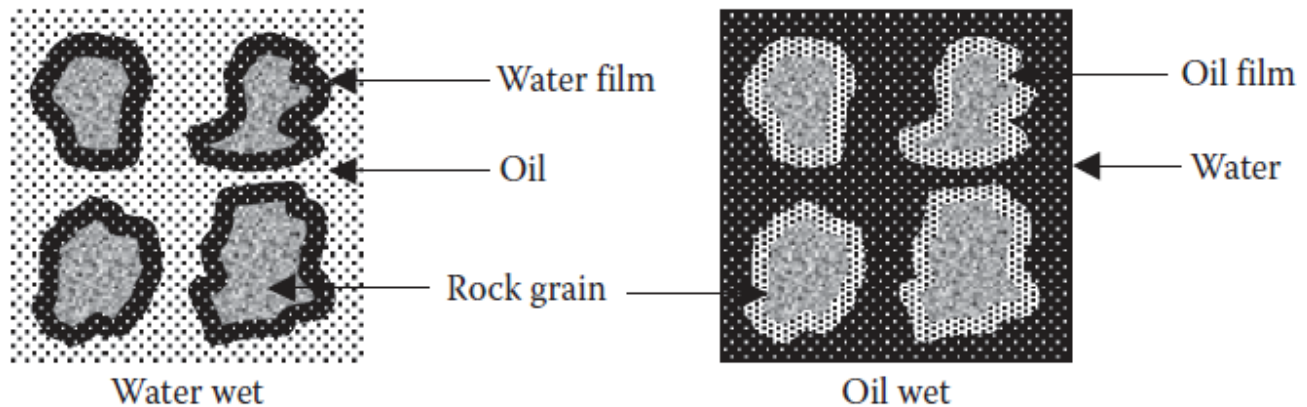 Water film
Oil
Rock grain
Water wet
Oil film
Water
Oil wet